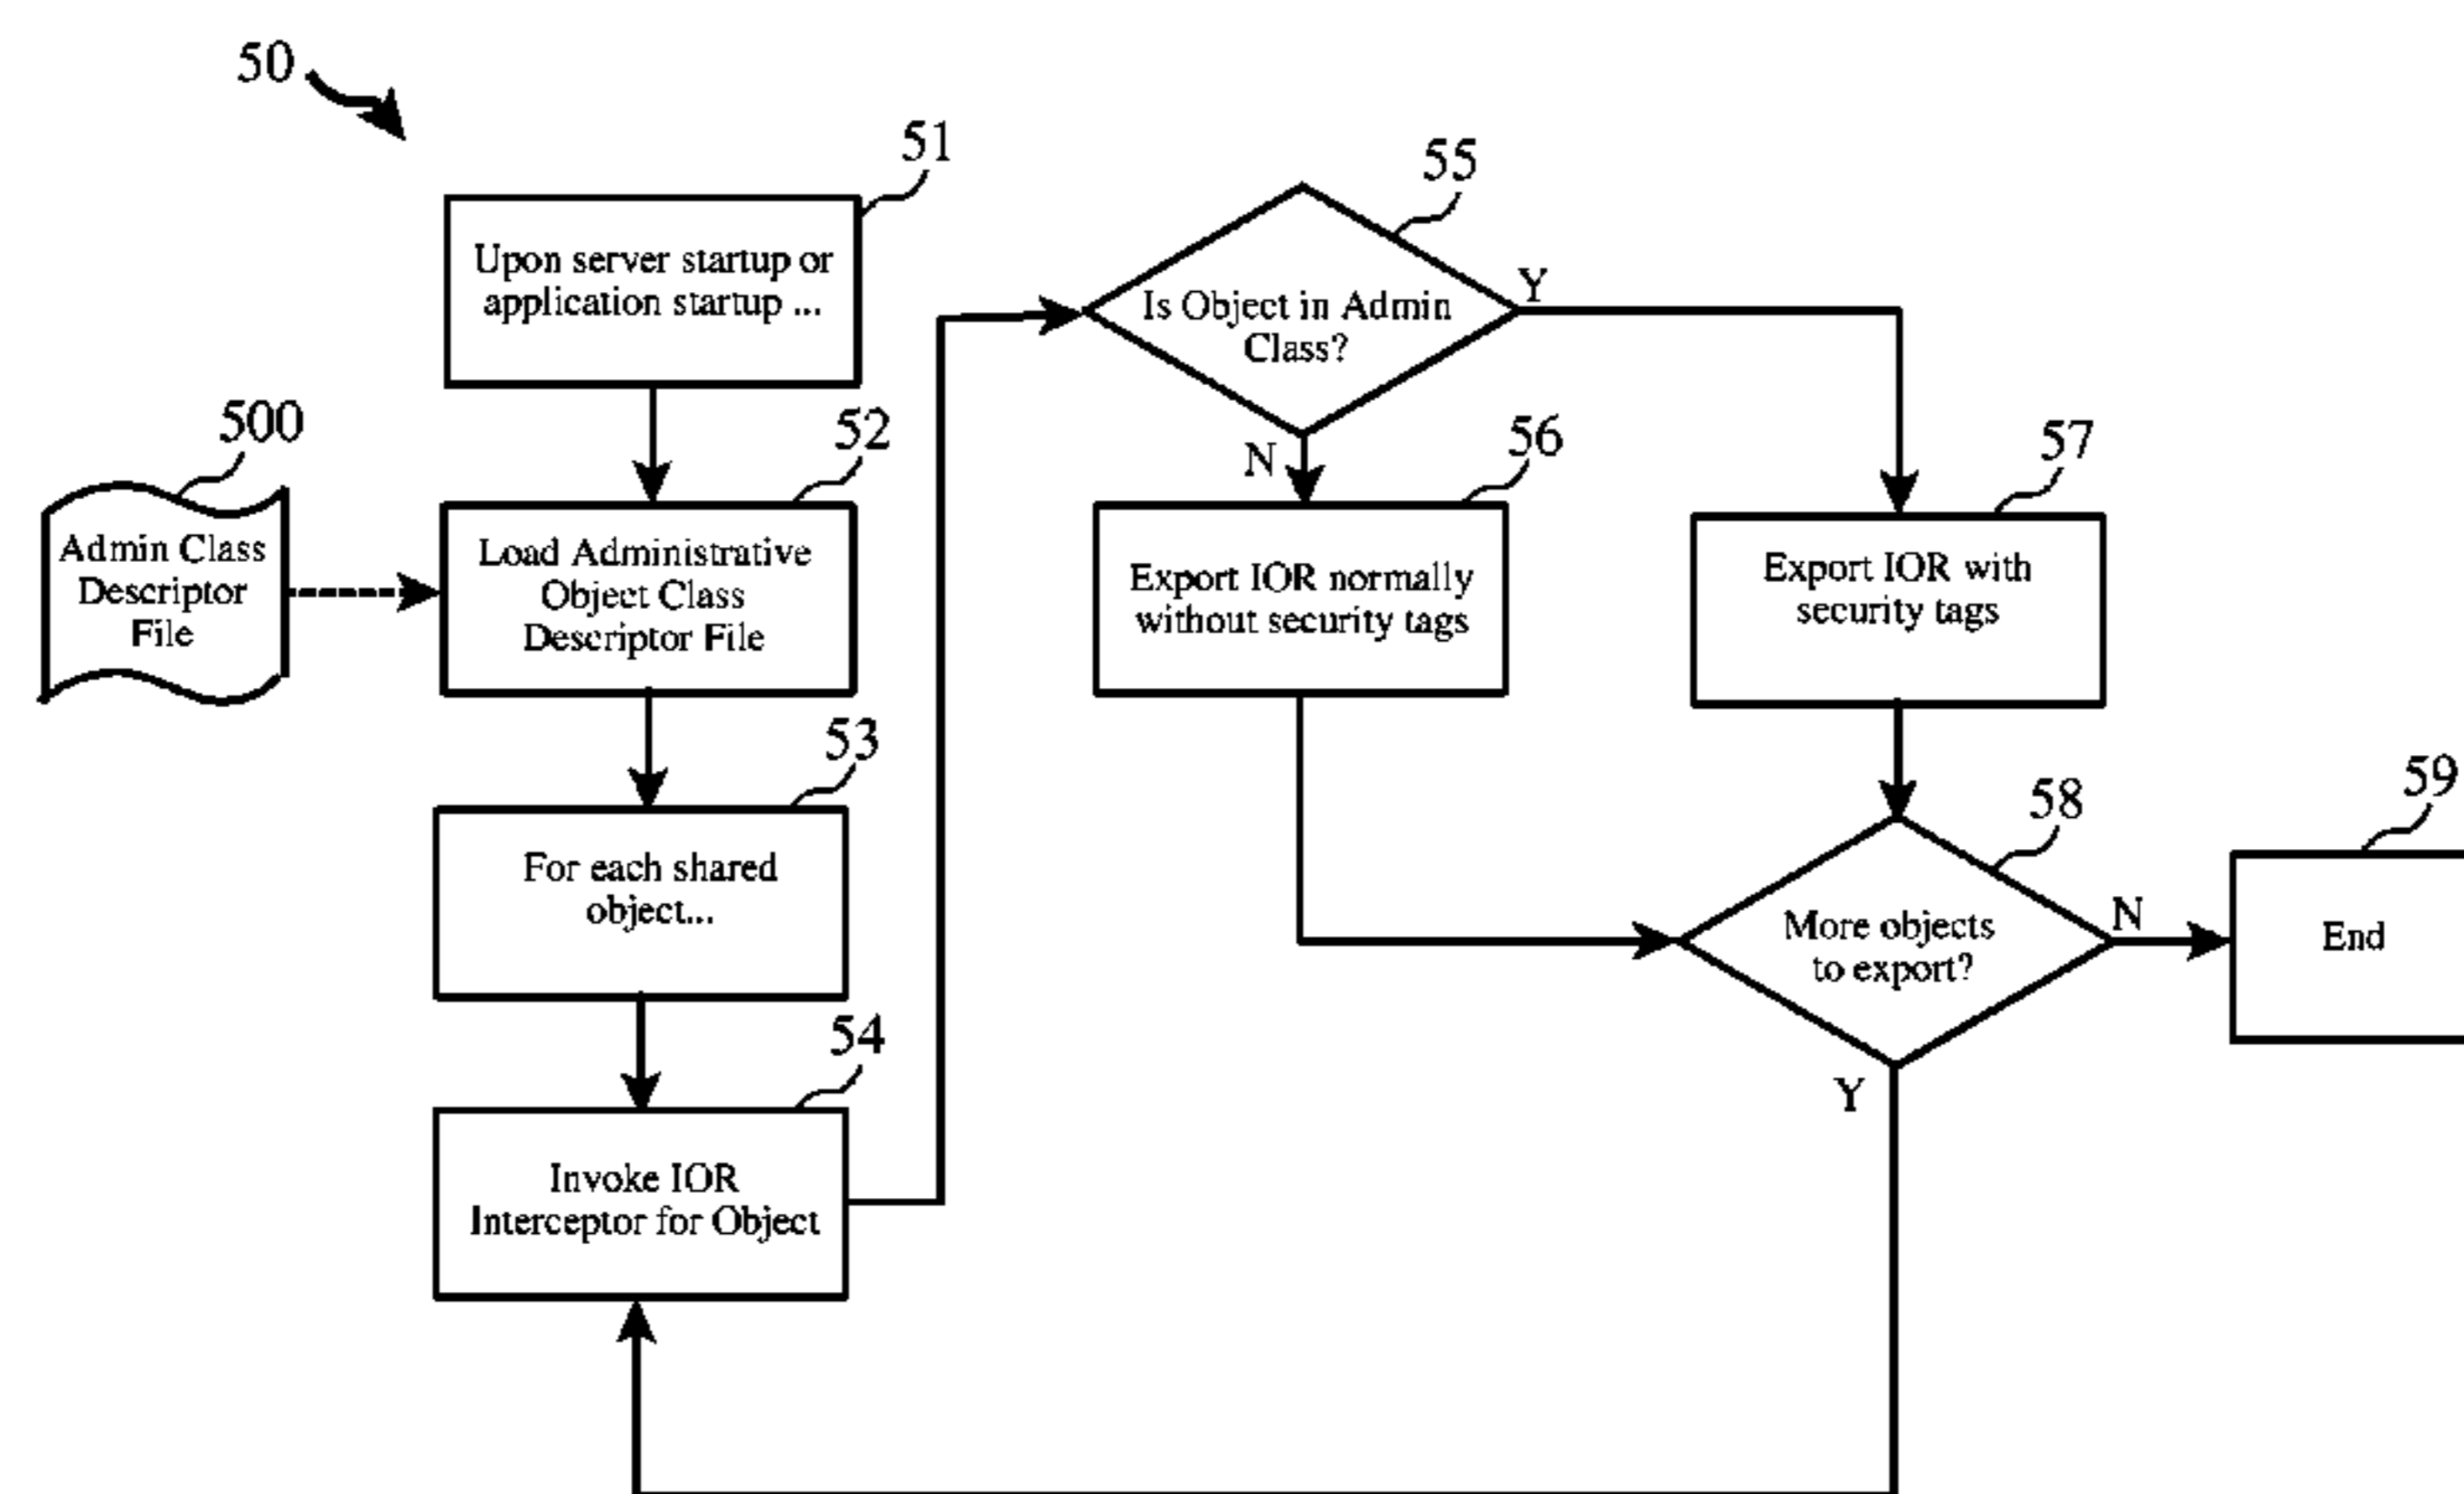 50
51
Upon server startup or
application startup ...
500
Admin Class
Descriptor
File
52
Load Administrative
Object Class
Descriptor File
53
For each shared
object...
54
Invoke IOR
Interceptor for Object
55
Is Object in Admin
Class?
Y
N
56
Export IOR normally
without security tags
57
Export IOR with
security tags
58
More objects
to export?
N
Y
59
End